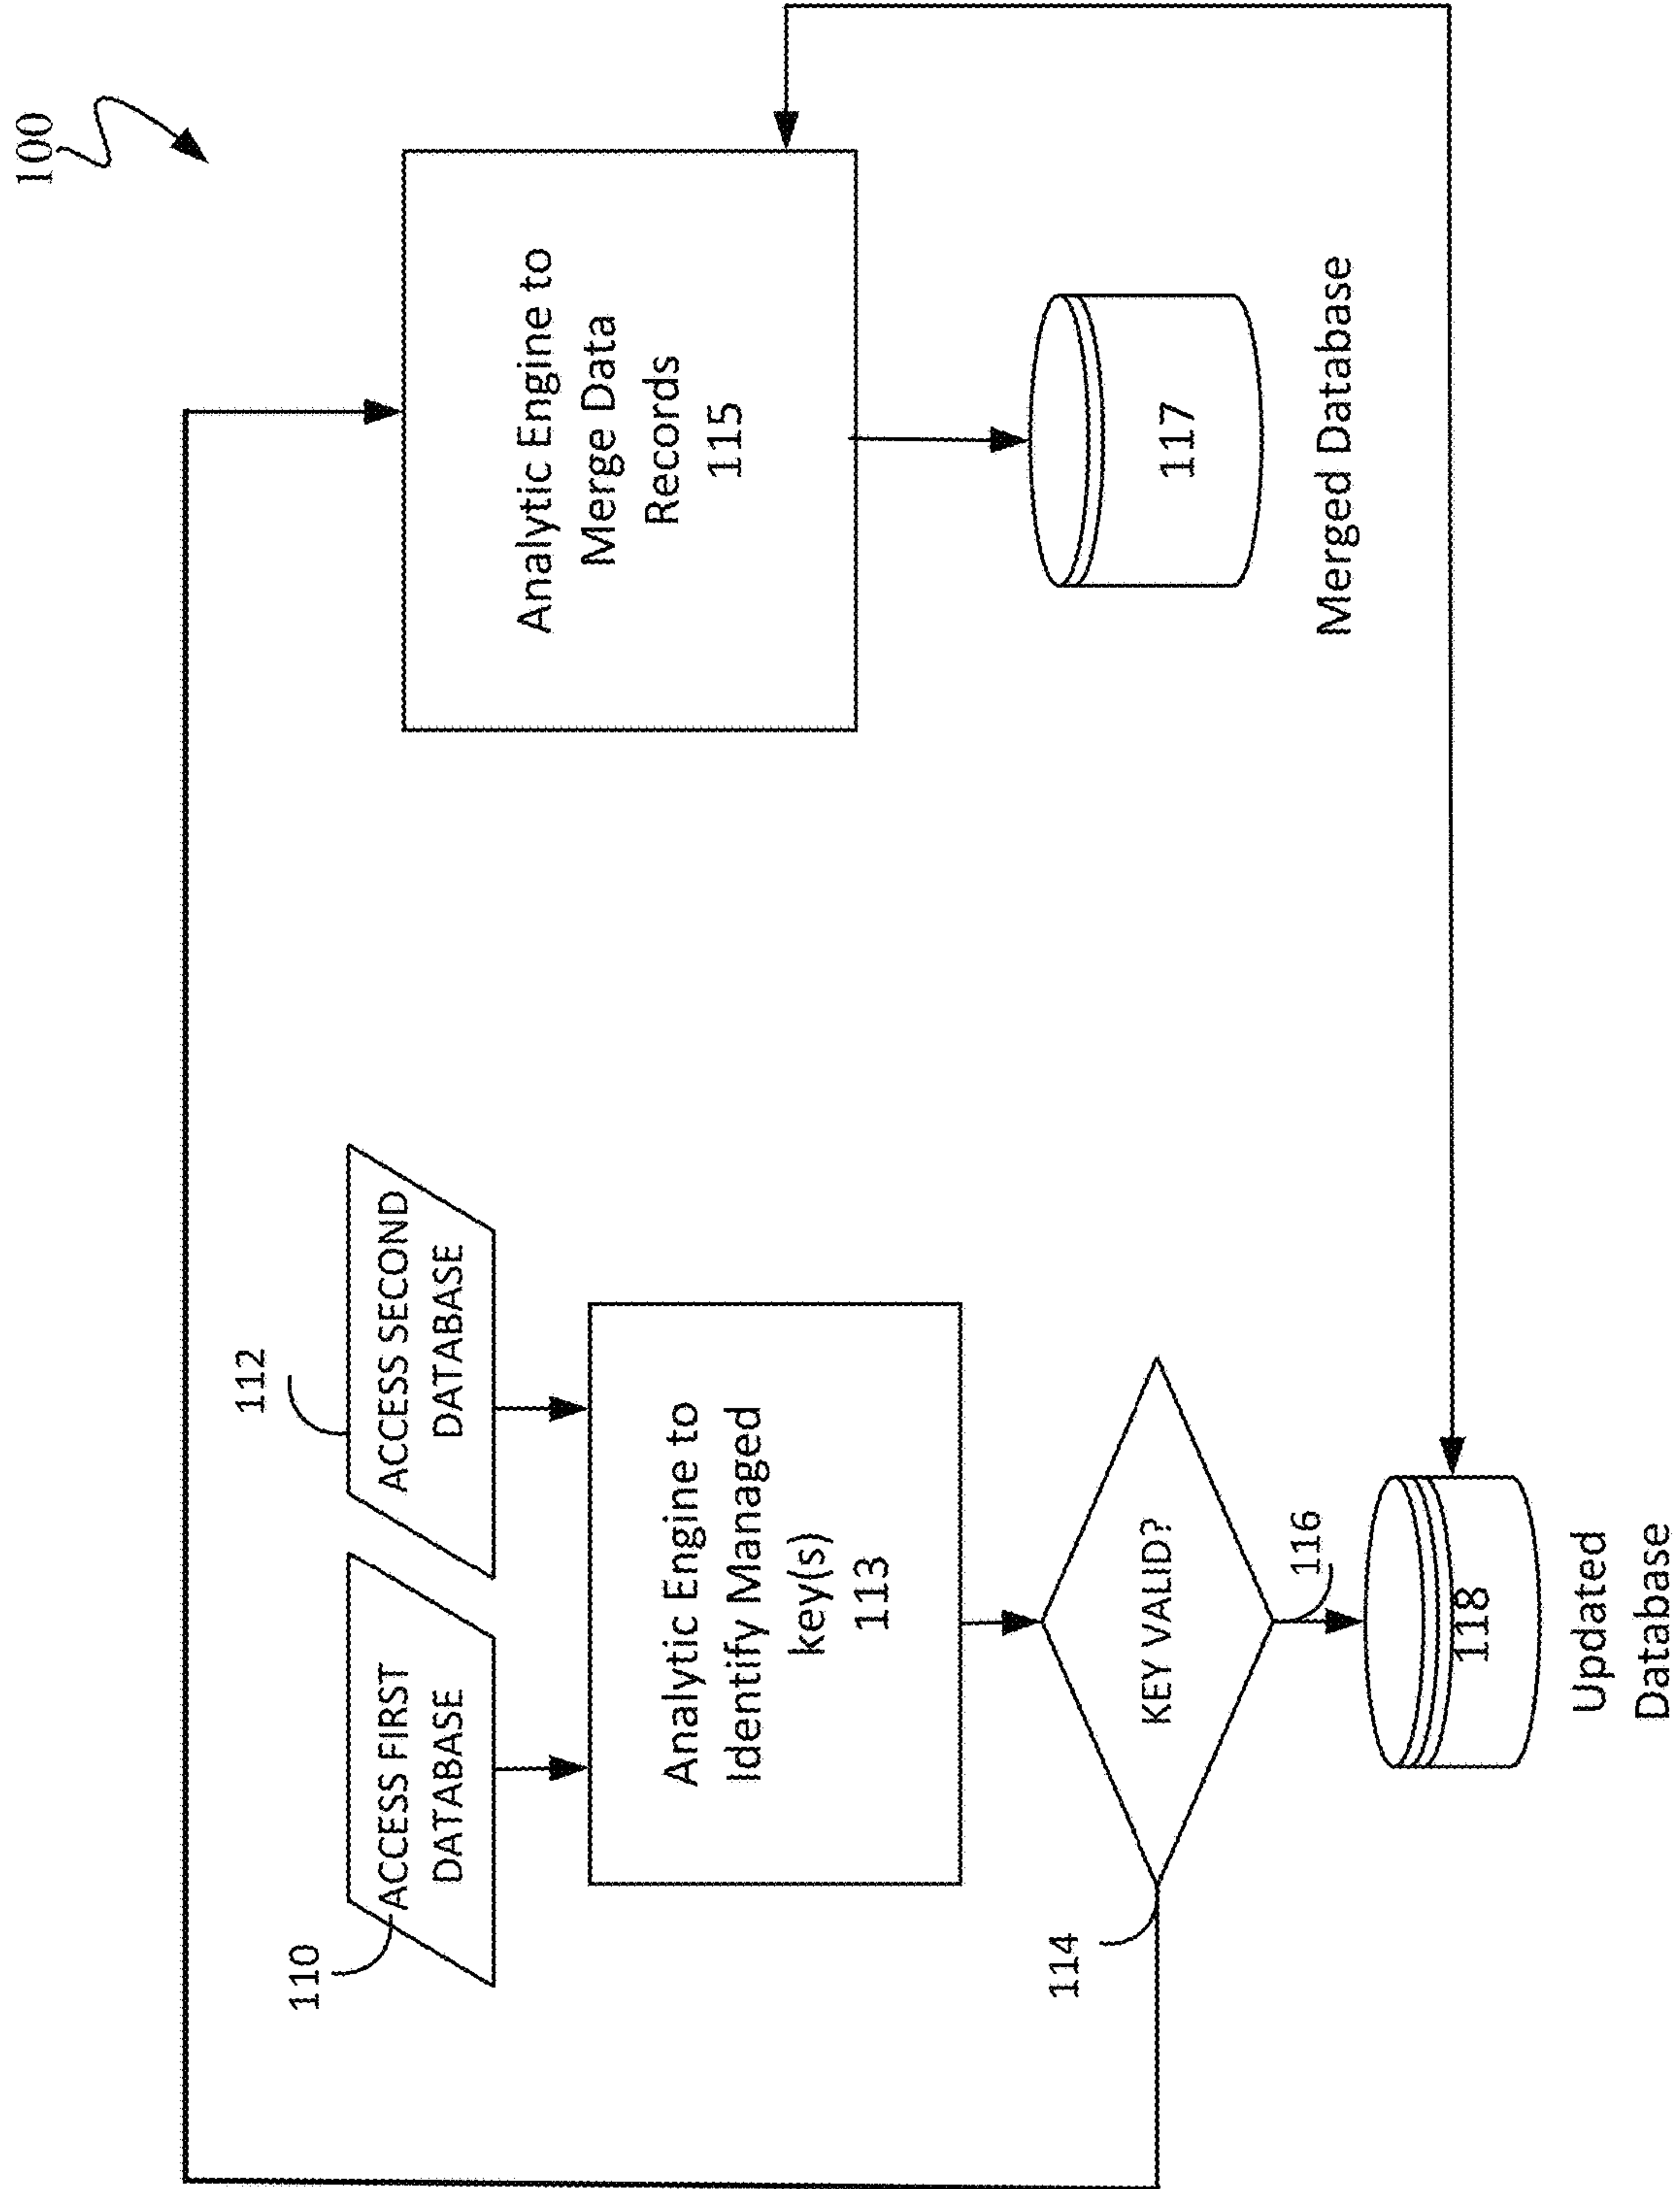 100
112
110
ACCESS FIRST
DATABASE
ACCESS SECOND
DATABASE
Analytic Engine to
Identify Managed
key(s)
113
KEY VALID?
114
116
118
Updated
Database
Analytic Engine to
Merge Data
Records
115
117
Merged Database